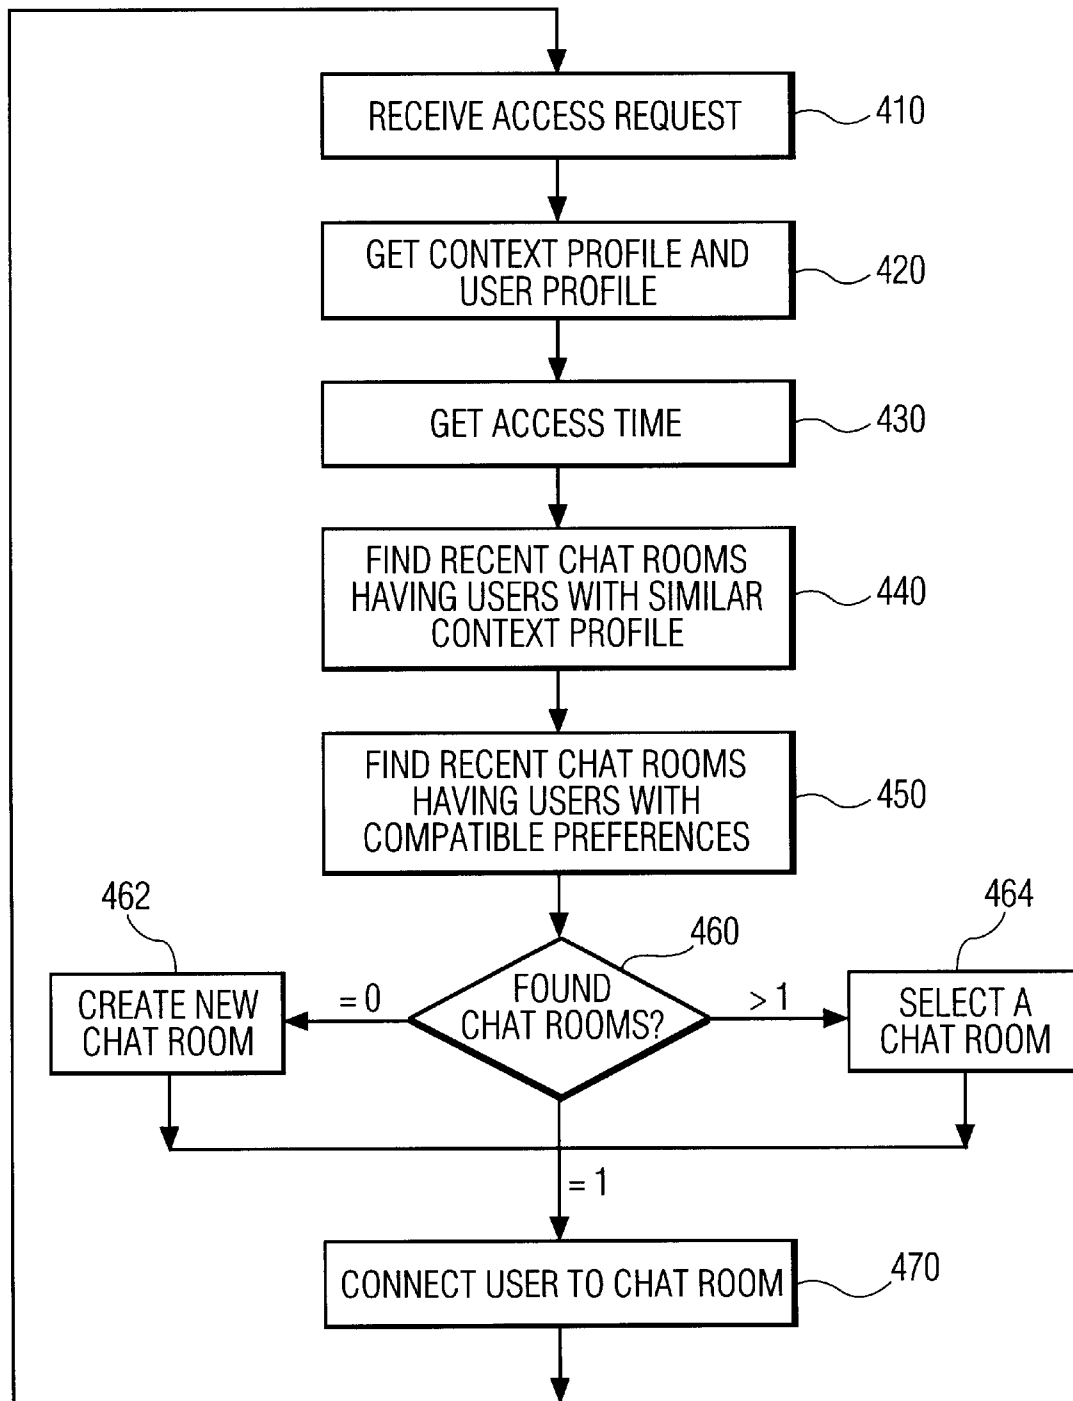 RECEIVE ACCESS REQUEST
410
GET CONTEXT PROFILE AND
USER PROFILE
420
GET ACCESS TIME
430
FIND RECENT CHAT ROOMS
HAVING USERS WITH SIMILAR
CONTEXT PROFILE
440
FIND RECENT CHAT ROOMS
HAVING USERS WITH
COMPATIBLE PREFERENCES
450
462
460
464
CREATE NEW
CHAT ROOM
= 0
FOUND
CHAT ROOMS?
> 1
SELECT A
CHAT ROOM
= 1
CONNECT USER TO CHAT ROOM
470